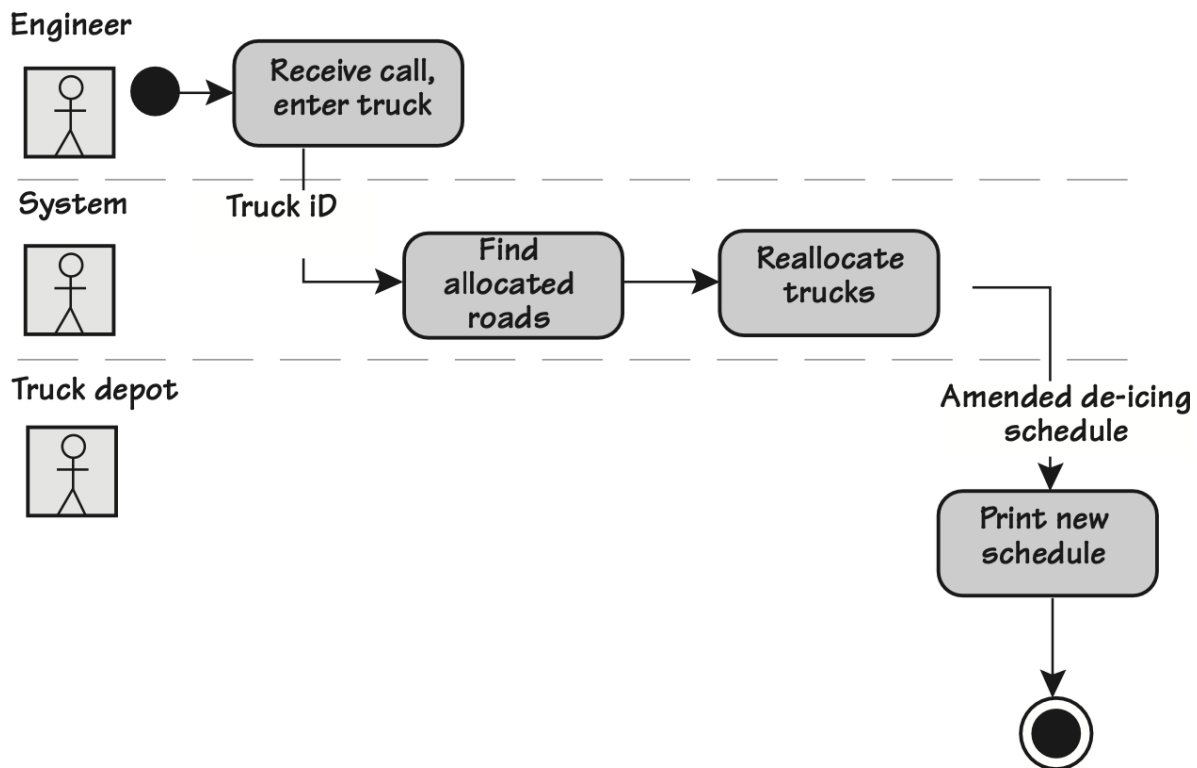 Engineer
Receive call,
enter truck
System
Truck iD
Find
allocated
roads
Reallocate
trucks
Truck depot
Amended de-icing
schedule
Print new
schedule